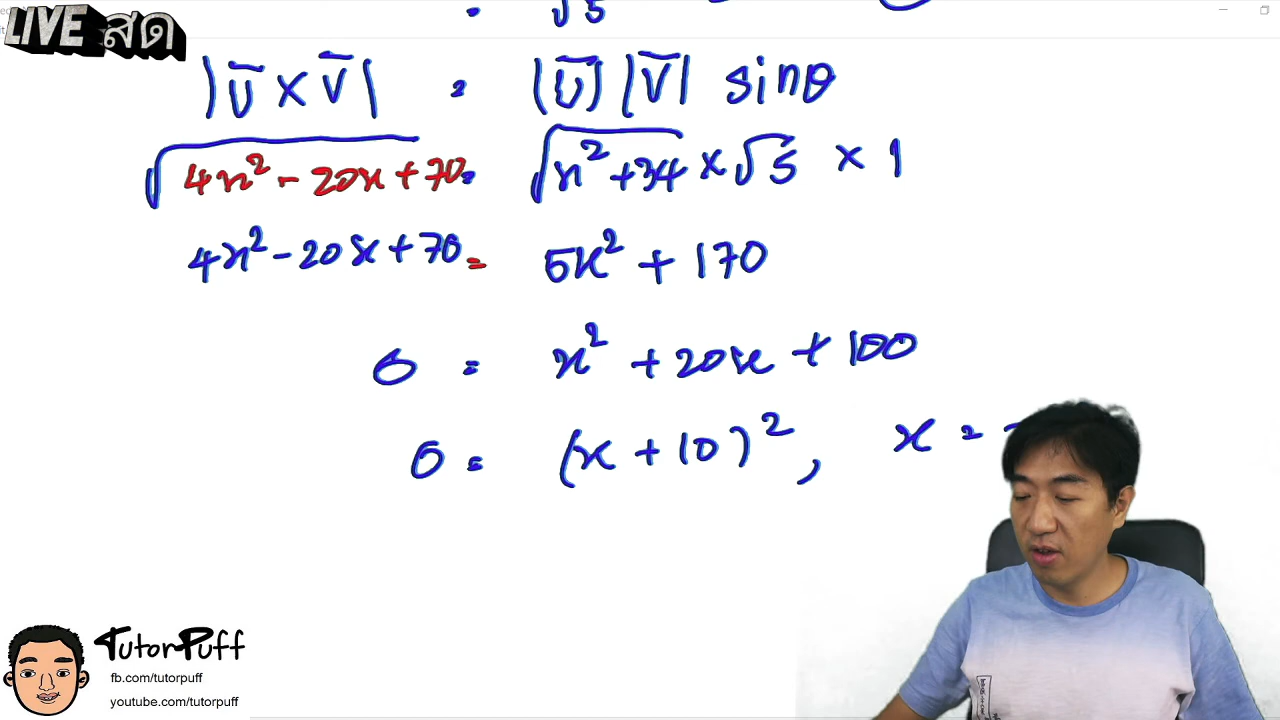 LIVE สด
= √5
|ū × v̄| = |ū| |v̄| sinθ
√(4x² - 20x + 70) = √(x² + 34) × √5 × 1
4x² - 20x + 70 = 5x² + 170
0 = x² + 20x + 100
0 = (x + 10)², x = -
TutorPuff
fb.com/tutorpuff
youtube.com/tutorpuff